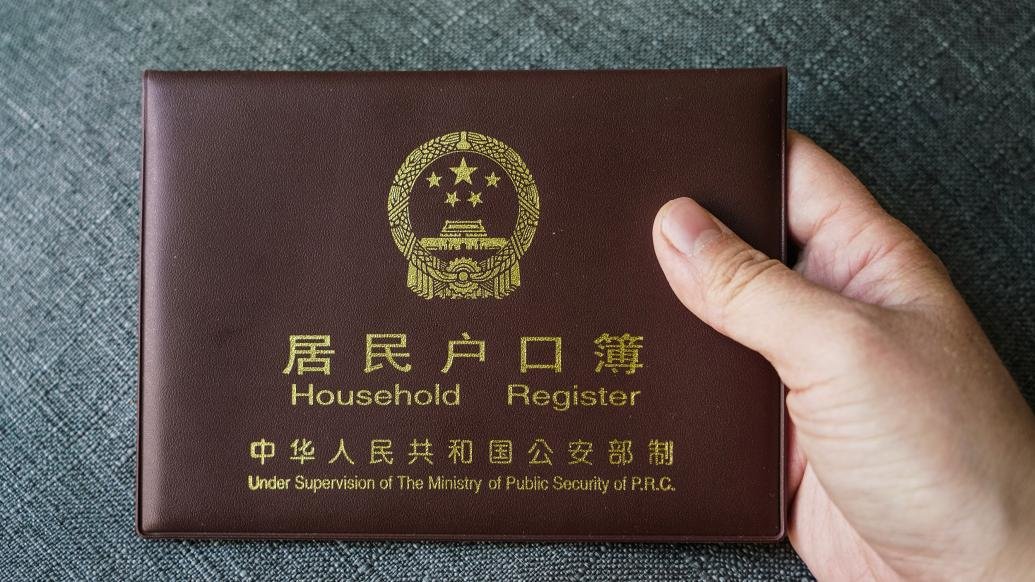 居民户口簿
Household Register
中华人民共和国公安部制
Under Supervision of The Ministry of Public Security of P.R.C.